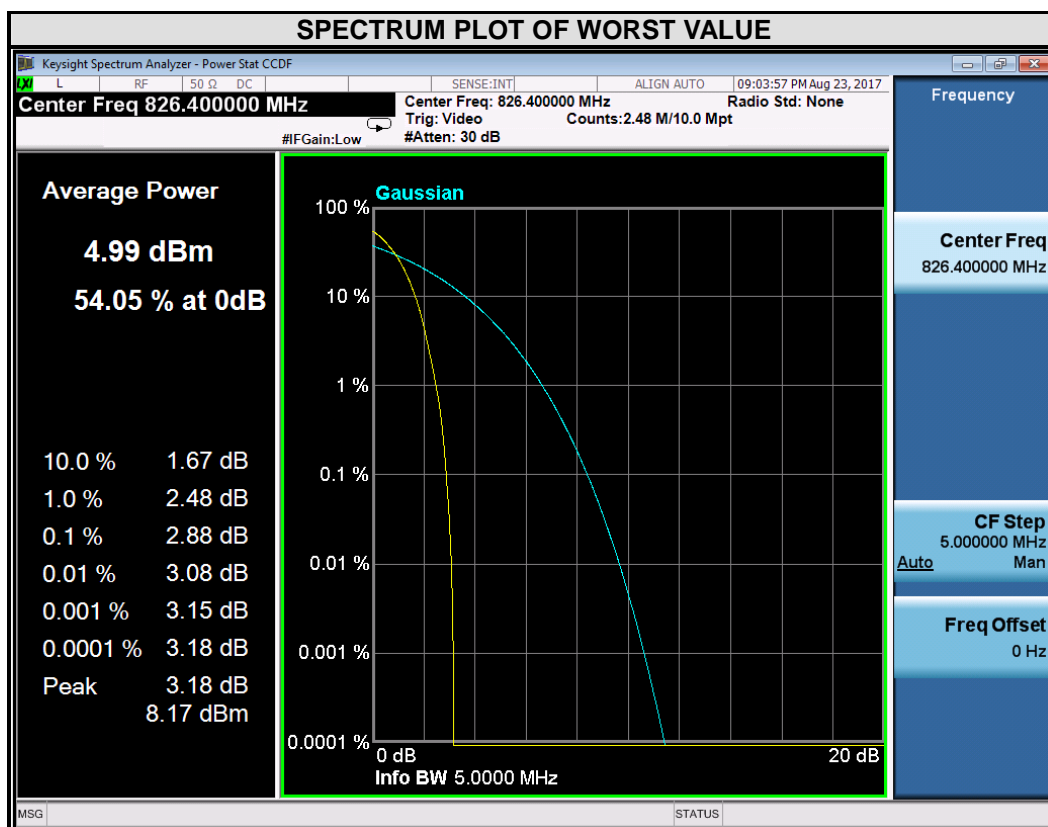 SPECTRUM PLOT OF WORST VALUE
Keysight Spectrum Analyzer - Power Stat CCDF
LXI L RF 50 Ω DC SENSE:INT ALIGN AUTO 09:03:57 PM Aug 23, 2017
Center Freq 826.400000 MHz
Center Freq: 826.400000 MHz Radio Std: None
Trig: Video Counts:2.48 M/10.0 Mpt
#IFGain:Low #Atten: 30 dB
Average Power
4.99 dBm
54.05 % at 0dB
10.0 % 1.67 dB
1.0 % 2.48 dB
0.1 % 2.88 dB
0.01 % 3.08 dB
0.001 % 3.15 dB
0.0001 % 3.18 dB
Peak 3.18 dB
8.17 dBm
Gaussian
100 %
10 %
1 %
0.1 %
0.01 %
0.001 %
0.0001 %
0 dB 20 dB
Info BW 5.0000 MHz
Frequency
Center Freq
826.400000 MHz
CF Step
5.000000 MHz
Auto Man
Freq Offset
0 Hz
MSG STATUS